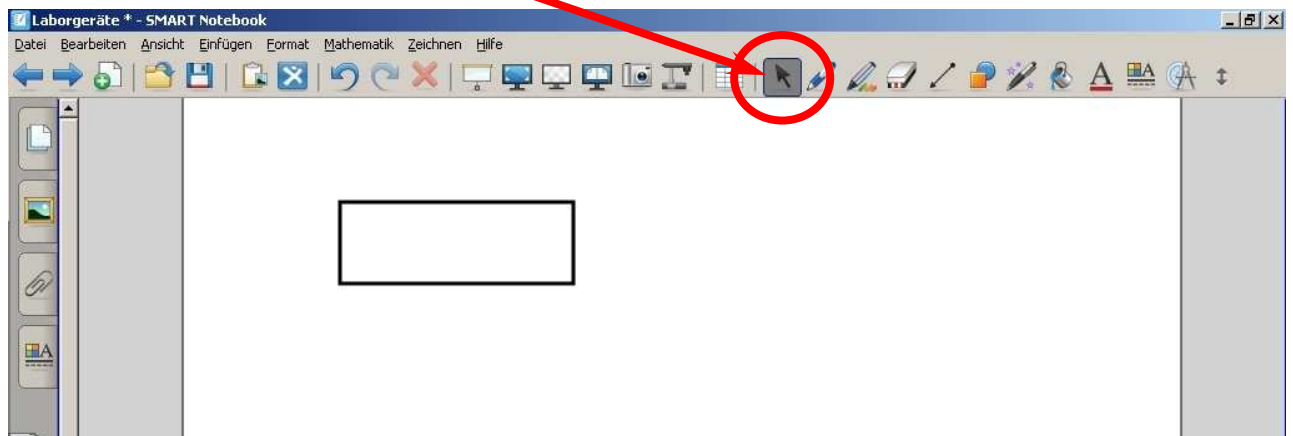 Laborgeräte * - SMART Notebook
Datei Bearbeiten Ansicht Einfügen Format Mathematik Zeichnen Hilfe
A A
A